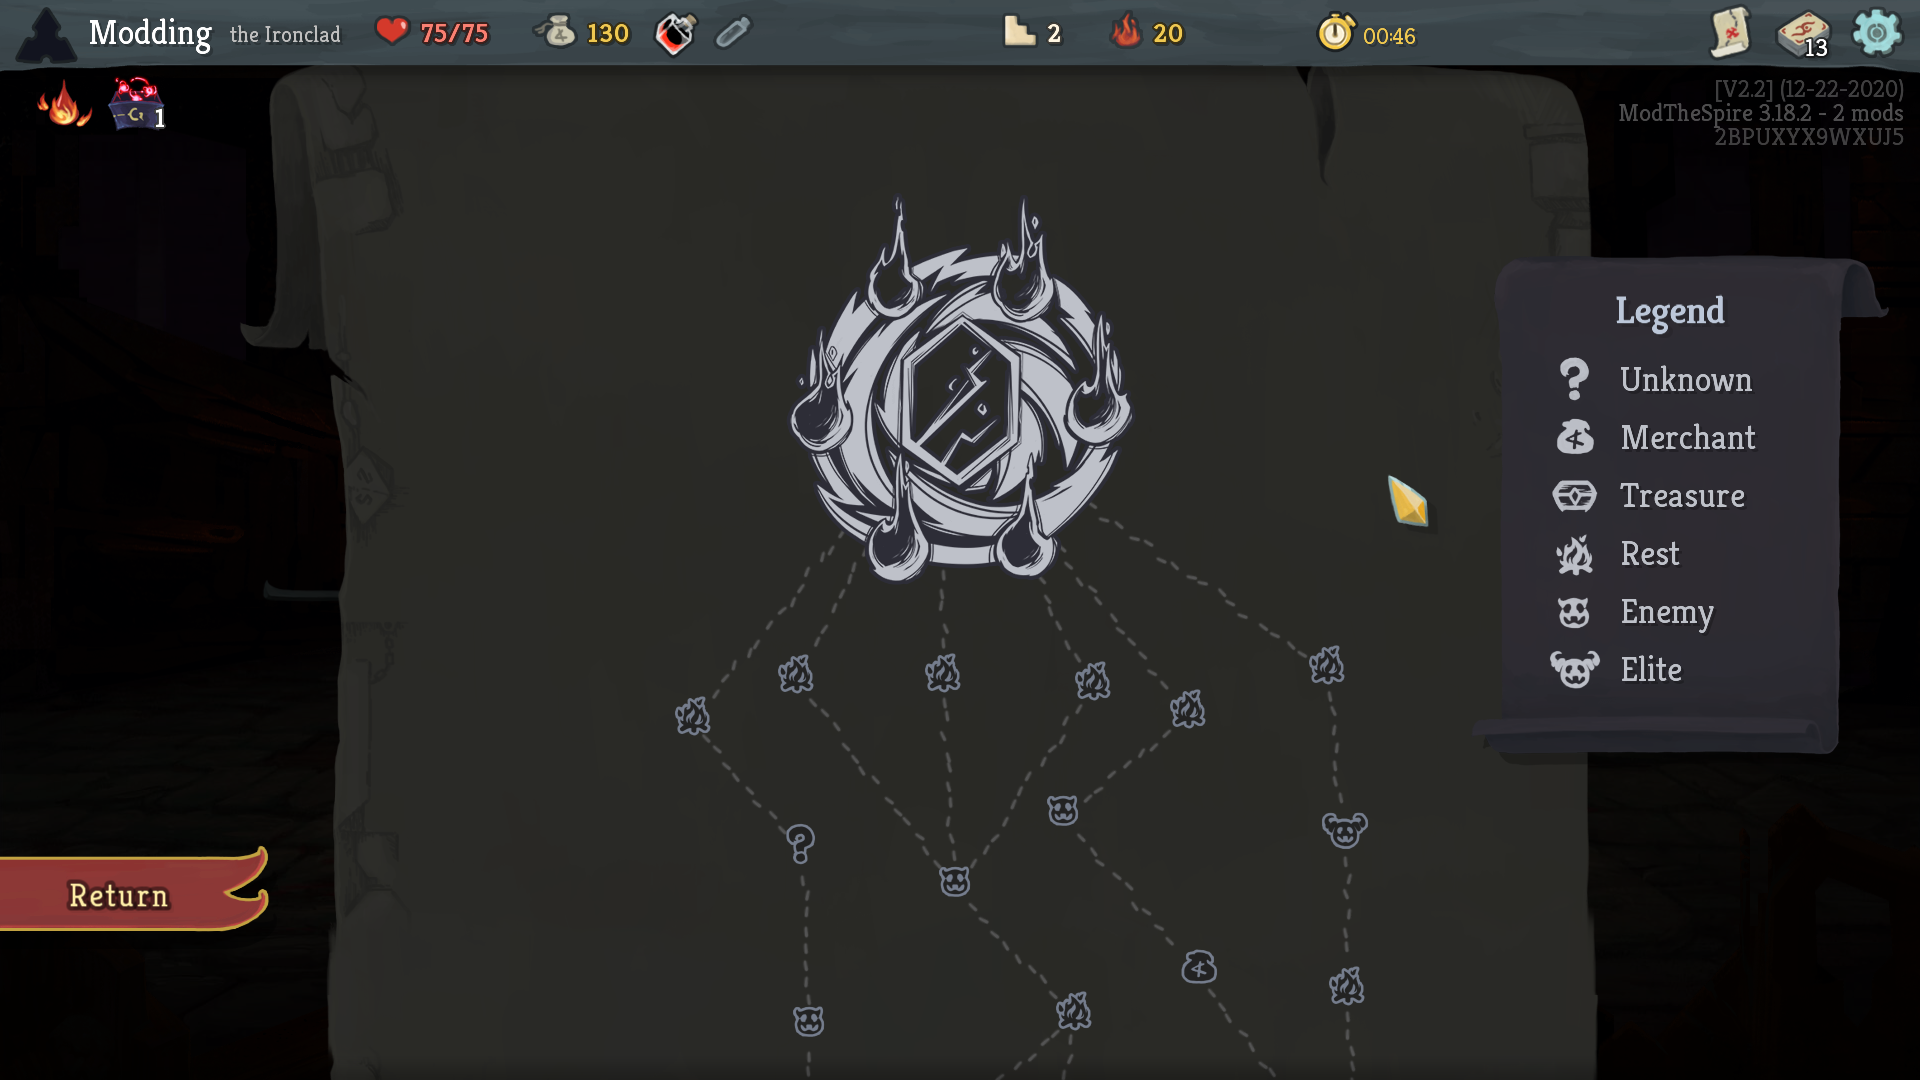 Modding the Ironclad 75/75 130 2 20 00:46 13
1
[V2.2] (12-22-2020)
ModTheSpire 3.18.2 - 2 mods
2BPUXYX9WXUJ5
Legend
Unknown
Merchant
Treasure
Rest
Enemy
Elite
Return